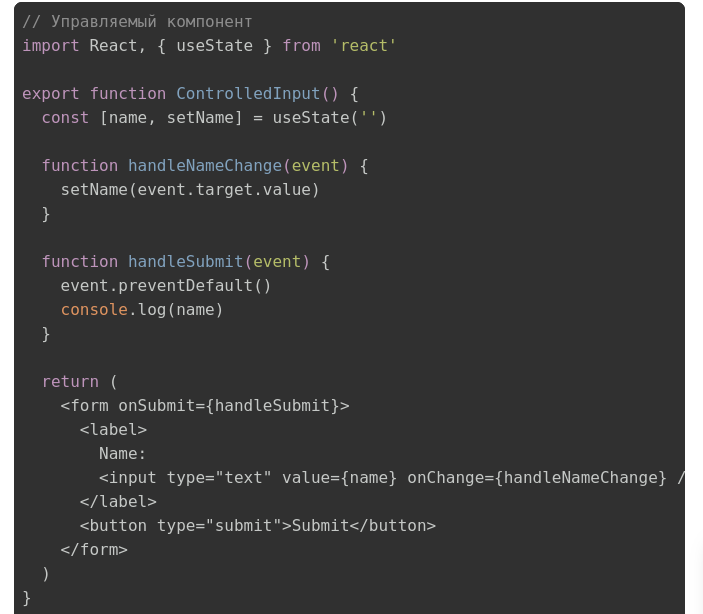 // Управляемый компонент
import React, { useState } from 'react'
export function ControlledInput() {
const [name, setName] = useState('')
function handleNameChange(event) {
setName(event.target.value)
}
function handleSubmit(event) {
event.preventDefault()
console.log(name)
}
return (
<form onSubmit={handleSubmit}>
<label>
Name:
<input type="text" value={name} onChange={handleNameChange} /
</label>
<button type="submit">Submit</button>
</form>
)
}